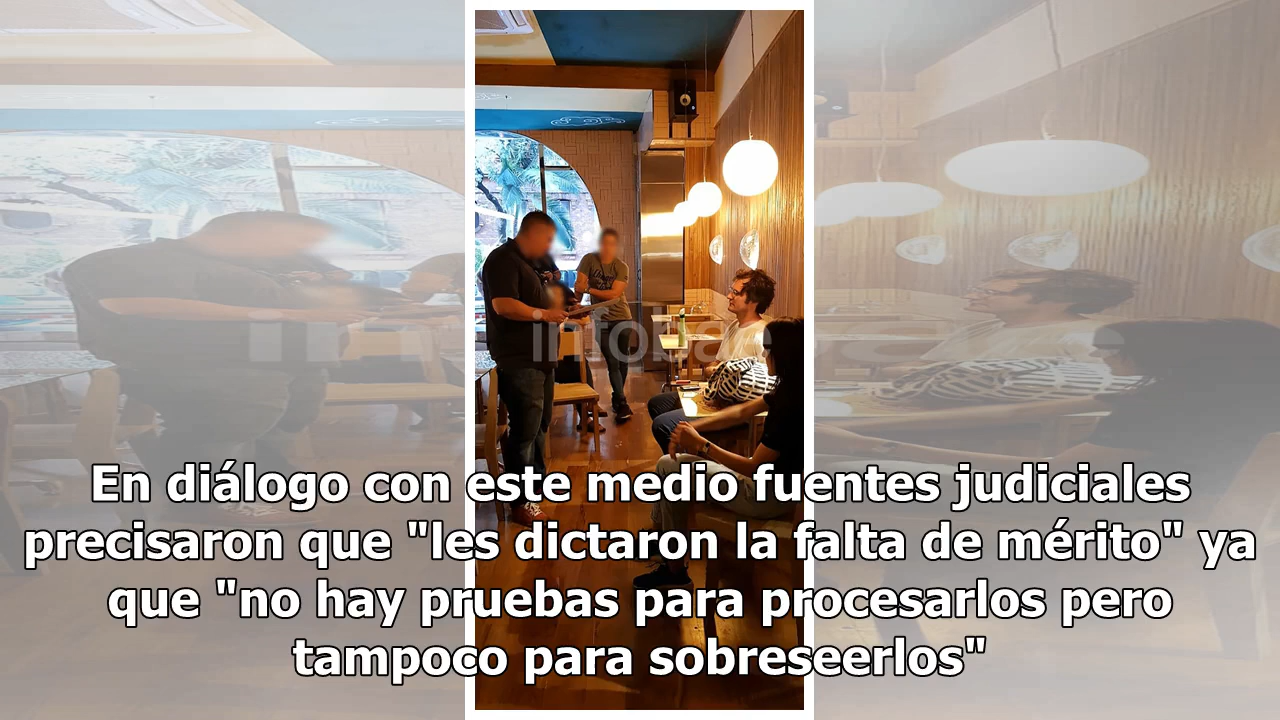 infobae
En diálogo con este medio fuentes judiciales
precisaron que "les dictaron la falta de mérito" ya
que "no hay pruebas para procesarlos pero
tampoco para sobreseerlos"